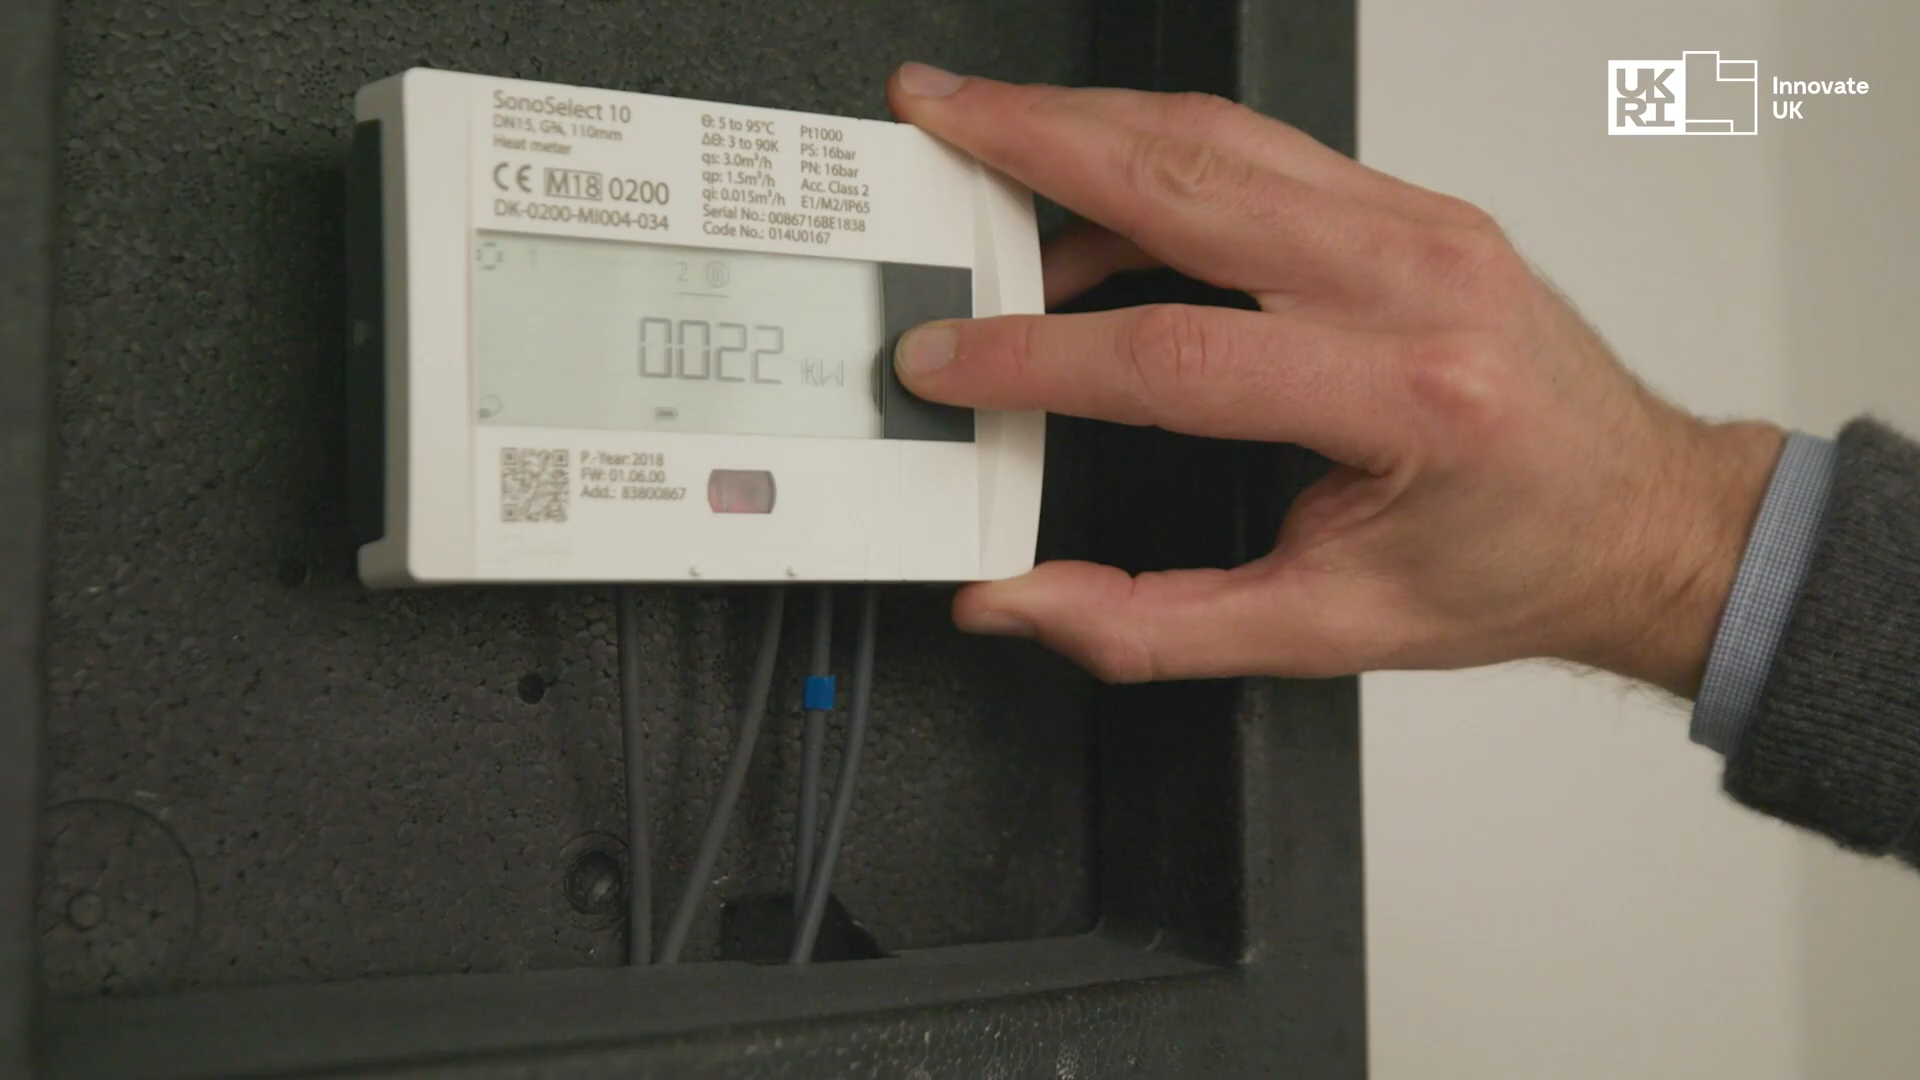 SonoSelect 10
DN15, G¾, 110mm
Heat meter
CE M18 0200
DK-0200-MI004-034
Θ: 5 to 95°C
ΔΘ: 3 to 90K
qs: 3.0m³/h
qp: 1.5m³/h
qi: 0.015m³/h
Pt1000
PS: 16bar
PN: 16bar
Acc. Class 2
E1/M2/IP65
Serial No.: 0086716BE1838
Code No.: 014U0167
1
2
0022 kW
P.-Year: 2018
FW: 01.06.00
Add.: 83800867
UK
RI
Innovate
UK